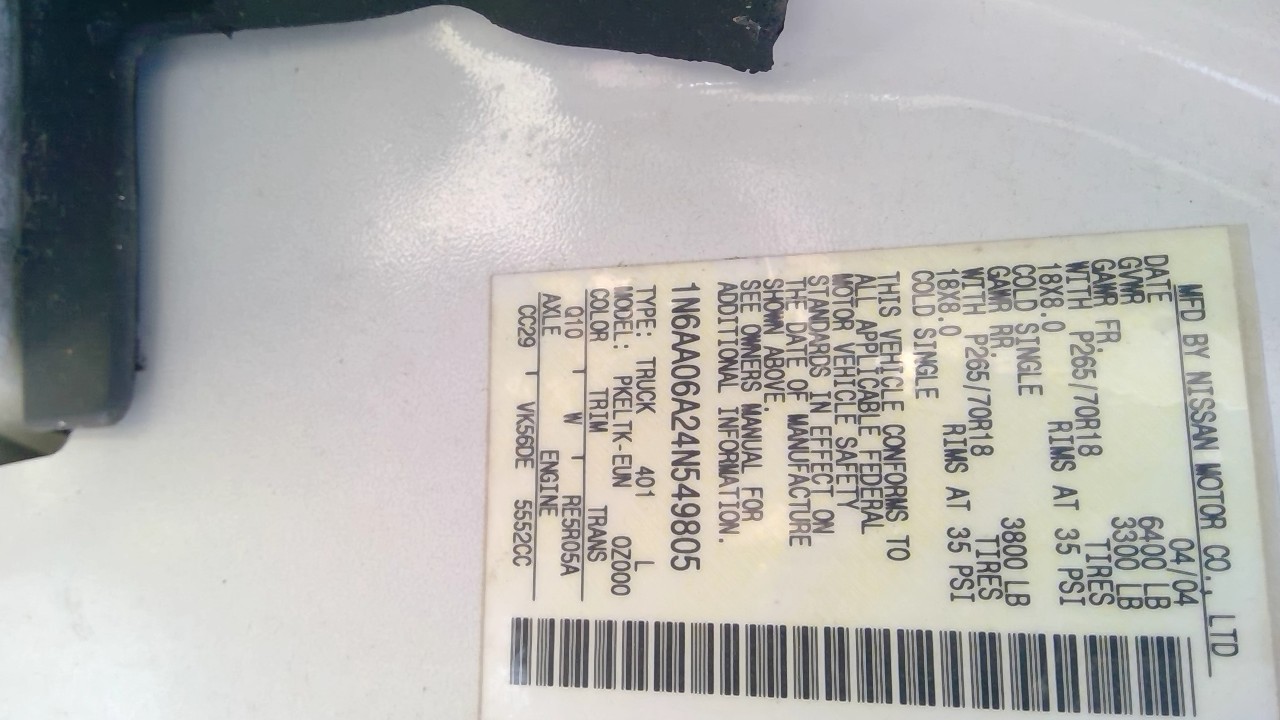 MFD BY NISSAN MOTOR CO., LTD
DATE 04/04
GVWR 6400 LB
GAWR FR. 3300 LB
WITH P265/70R18 TIRES
18X8.0 RIMS AT 35 PSI
COLD SINGLE
GAWR RR. 3800 LB
WITH P265/70R18 TIRES
18X8.0 RIMS AT 35 PSI
COLD SINGLE
THIS VEHICLE CONFORMS TO
ALL APPLICABLE FEDERAL
MOTOR VEHICLE SAFETY
STANDARDS IN EFFECT ON
THE DATE OF MANUFACTURE
SHOWN ABOVE.
SEE OWNERS MANUAL FOR
ADDITIONAL INFORMATION.
1N6AA06A24N549805
TYPE: TRUCK 401 L
MODEL: PKELTK-EUN 0Z000
COLOR TRIM TRANS
Q10 W RE5R05A
AXLE ENGINE
CC29 VK56DE 5552CC